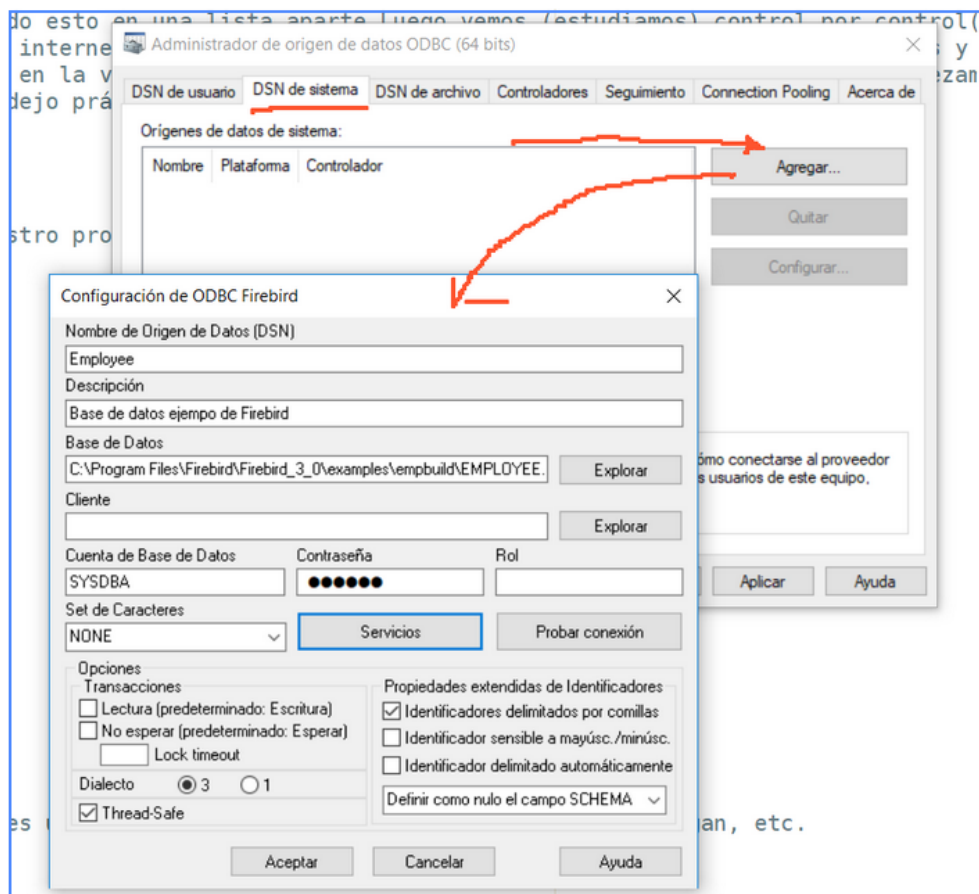 do esto en una lista aparte Luego vemos (estudiamos) control por control(
interne
s y
en la v
ezam
dejo prá
stro pro
Administrador de origen de datos ODBC (64 bits)
DSN de usuario DSN de sistema DSN de archivo Controladores Seguimiento Connection Pooling Acerca de
Orígenes de datos de sistema:
Nombre Plataforma Controlador
Agregar...
Quitar
Configurar...
ómo conectarse al proveedor
s usuarios de este equipo,
Aplicar Ayuda
Configuración de ODBC Firebird
Nombre de Origen de Datos (DSN)
Employee
Descripción
Base de datos ejempo de Firebird
Base de Datos
C:\Program Files\Firebird\Firebird_3_0\examples\empbuild\EMPLOYEE. Explorar
Cliente
Explorar
Cuenta de Base de Datos Contraseña Rol
SYSDBA ●●●●●●
Set de Caracteres
NONE Servicios Probar conexión
Opciones
Transacciones
Lectura (predeterminado: Escritura)
No esperar (predeterminado: Esperar)
Lock timeout
Dialecto 3 1
Thread-Safe
Propiedades extendidas de Identificadores
Identificadores delimitados por comillas
Identificador sensible a mayúsc./minúsc.
Identificador delimitado automáticamente
Definir como nulo el campo SCHEMA
Aceptar Cancelar Ayuda
es
an, etc.